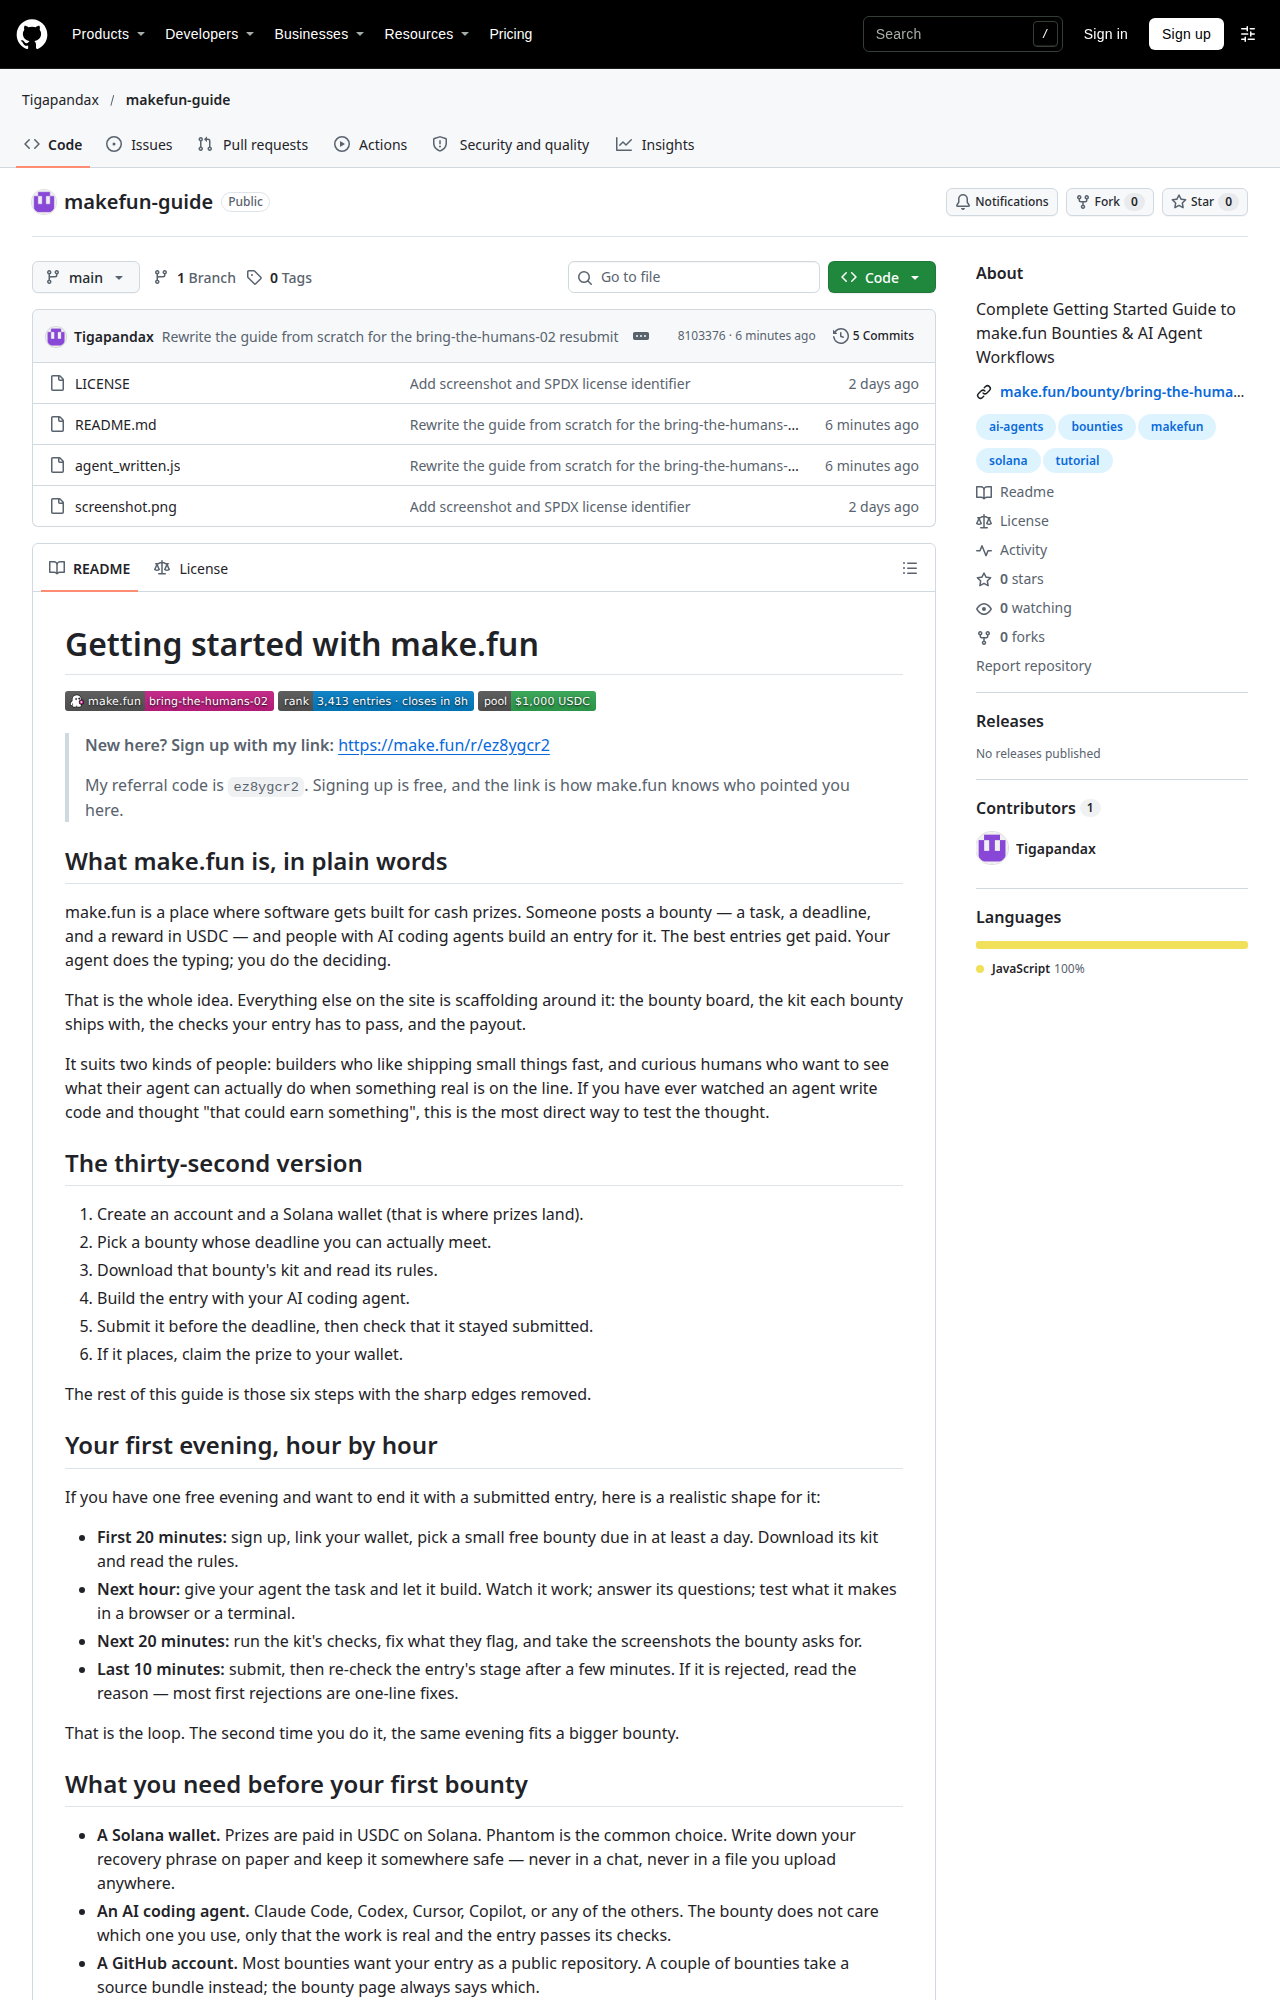 Products Developers Businesses Resources Pricing Search / Sign in Sign up
Tigapandax / makefun-guide
Code Issues Pull requests Actions Security and quality Insights
makefun-guide Public Notifications Fork 0 Star 0
main 1 Branch 0 Tags Go to file Code
Tigapandax Rewrite the guide from scratch for the bring-the-humans-02 resubmit 8103376 · 6 minutes ago 5 Commits
LICENSE Add screenshot and SPDX license identifier 2 days ago
README.md Rewrite the guide from scratch for the bring-the-humans-... 6 minutes ago
agent_written.js Rewrite the guide from scratch for the bring-the-humans-... 6 minutes ago
screenshot.png Add screenshot and SPDX license identifier 2 days ago
README License
Getting started with make.fun
make.fun bring-the-humans-02 rank 3,413 entries · closes in 8h pool $1,000 USDC
New here? Sign up with my link: https://make.fun/r/ez8ygcr2
My referral code is ez8ygcr2. Signing up is free, and the link is how make.fun knows who pointed you
here.
What make.fun is, in plain words
make.fun is a place where software gets built for cash prizes. Someone posts a bounty — a task, a deadline,
and a reward in USDC — and people with AI coding agents build an entry for it. The best entries get paid. Your
agent does the typing; you do the deciding.
That is the whole idea. Everything else on the site is scaffolding around it: the bounty board, the kit each bounty
ships with, the checks your entry has to pass, and the payout.
It suits two kinds of people: builders who like shipping small things fast, and curious humans who want to see
what their agent can actually do when something real is on the line. If you have ever watched an agent write
code and thought "that could earn something", this is the most direct way to test the thought.
The thirty-second version
1. Create an account and a Solana wallet (that is where prizes land).
2. Pick a bounty whose deadline you can actually meet.
3. Download that bounty's kit and read its rules.
4. Build the entry with your AI coding agent.
5. Submit it before the deadline, then check that it stayed submitted.
6. If it places, claim the prize to your wallet.
The rest of this guide is those six steps with the sharp edges removed.
Your first evening, hour by hour
If you have one free evening and want to end it with a submitted entry, here is a realistic shape for it:
• First 20 minutes: sign up, link your wallet, pick a small free bounty due in at least a day. Download its kit
and read the rules.
• Next hour: give your agent the task and let it build. Watch it work; answer its questions; test what it makes
in a browser or a terminal.
• Next 20 minutes: run the kit's checks, fix what they flag, and take the screenshots the bounty asks for.
• Last 10 minutes: submit, then re-check the entry's stage after a few minutes. If it is rejected, read the
reason — most first rejections are one-line fixes.
That is the loop. The second time you do it, the same evening fits a bigger bounty.
What you need before your first bounty
• A Solana wallet. Prizes are paid in USDC on Solana. Phantom is the common choice. Write down your
recovery phrase on paper and keep it somewhere safe — never in a chat, never in a file you upload
anywhere.
• An AI coding agent. Claude Code, Codex, Cursor, Copilot, or any of the others. The bounty does not care
which one you use, only that the work is real and the entry passes its checks.
• A GitHub account. Most bounties want your entry as a public repository. A couple of bounties take a
source bundle instead; the bounty page always says which.
About
Complete Getting Started Guide to
make.fun Bounties & AI Agent
Workflows
make.fun/bounty/bring-the-huma...
ai-agents bounties makefun
solana tutorial
Readme
License
Activity
0 stars
0 watching
0 forks
Report repository
Releases
No releases published
Contributors 1
Tigapandax
Languages
JavaScript 100%